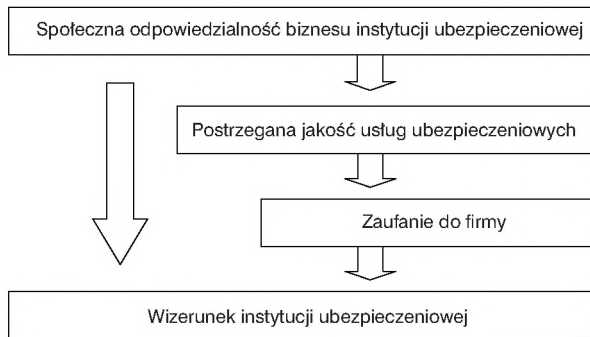 Społeczna odpowiedzialność biznesu instytucji ubezpieczeniowej
Postrzegana jakość usług ubezpieczeniowych
Zaufanie do firmy
Wizerunek instytucji ubezpieczeniowej